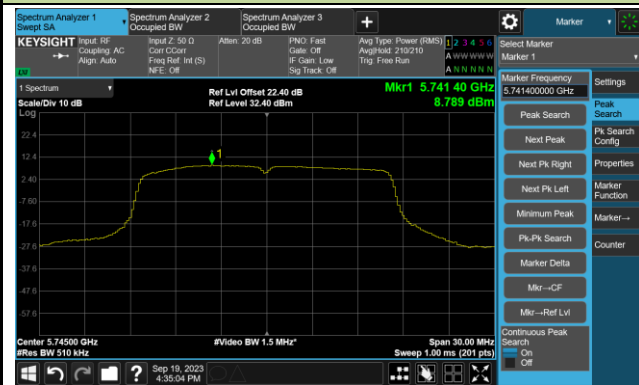 Spectrum Analyzer 1
Swept SA
Spectrum Analyzer 2
Occupied BW
Spectrum Analyzer 3
Occupied BW
+
Marker
KEYSIGHT
Input: RF
Coupling: AC
Align: Auto
Input Z: 50 Ω
Corr CCorr
Freq Ref: Int (S)
NFE: Off
Atten: 20 dB
PNO: Fast
Gate: Off
IF Gain: Low
Sig Track: Off
Avg Type: Power (RMS)
Avg|Hold: 210/210
Trig: Free Run
1 2 3 4 5 6
A W W W W W
A N N N N N
LXI
Select Marker
Marker 1
1 Spectrum
Scale/Div 10 dB
Log
Ref Lvl Offset 22.40 dB
Ref Level 32.40 dBm
Mkr1 5.741 40 GHz
8.789 dBm
22.4
12.4
2.40
-7.60
-17.6
-27.6
-37.6
-47.6
-57.6
1
Center 5.74500 GHz
#Res BW 510 kHz
#Video BW 1.5 MHz*
Span 30.00 MHz
Sweep 1.00 ms (201 pts)
Marker Frequency
5.741400000 GHz
Peak Search
Next Peak
Next Pk Right
Next Pk Left
Minimum Peak
Pk-Pk Search
Marker Delta
Mkr→CF
Mkr→Ref Lvl
Continuous Peak
Search
On
Off
Settings
Peak
Search
Pk Search
Config
Properties
Marker
Function
Marker→
Counter
?
Sep 19, 2023
4:35:04 PM